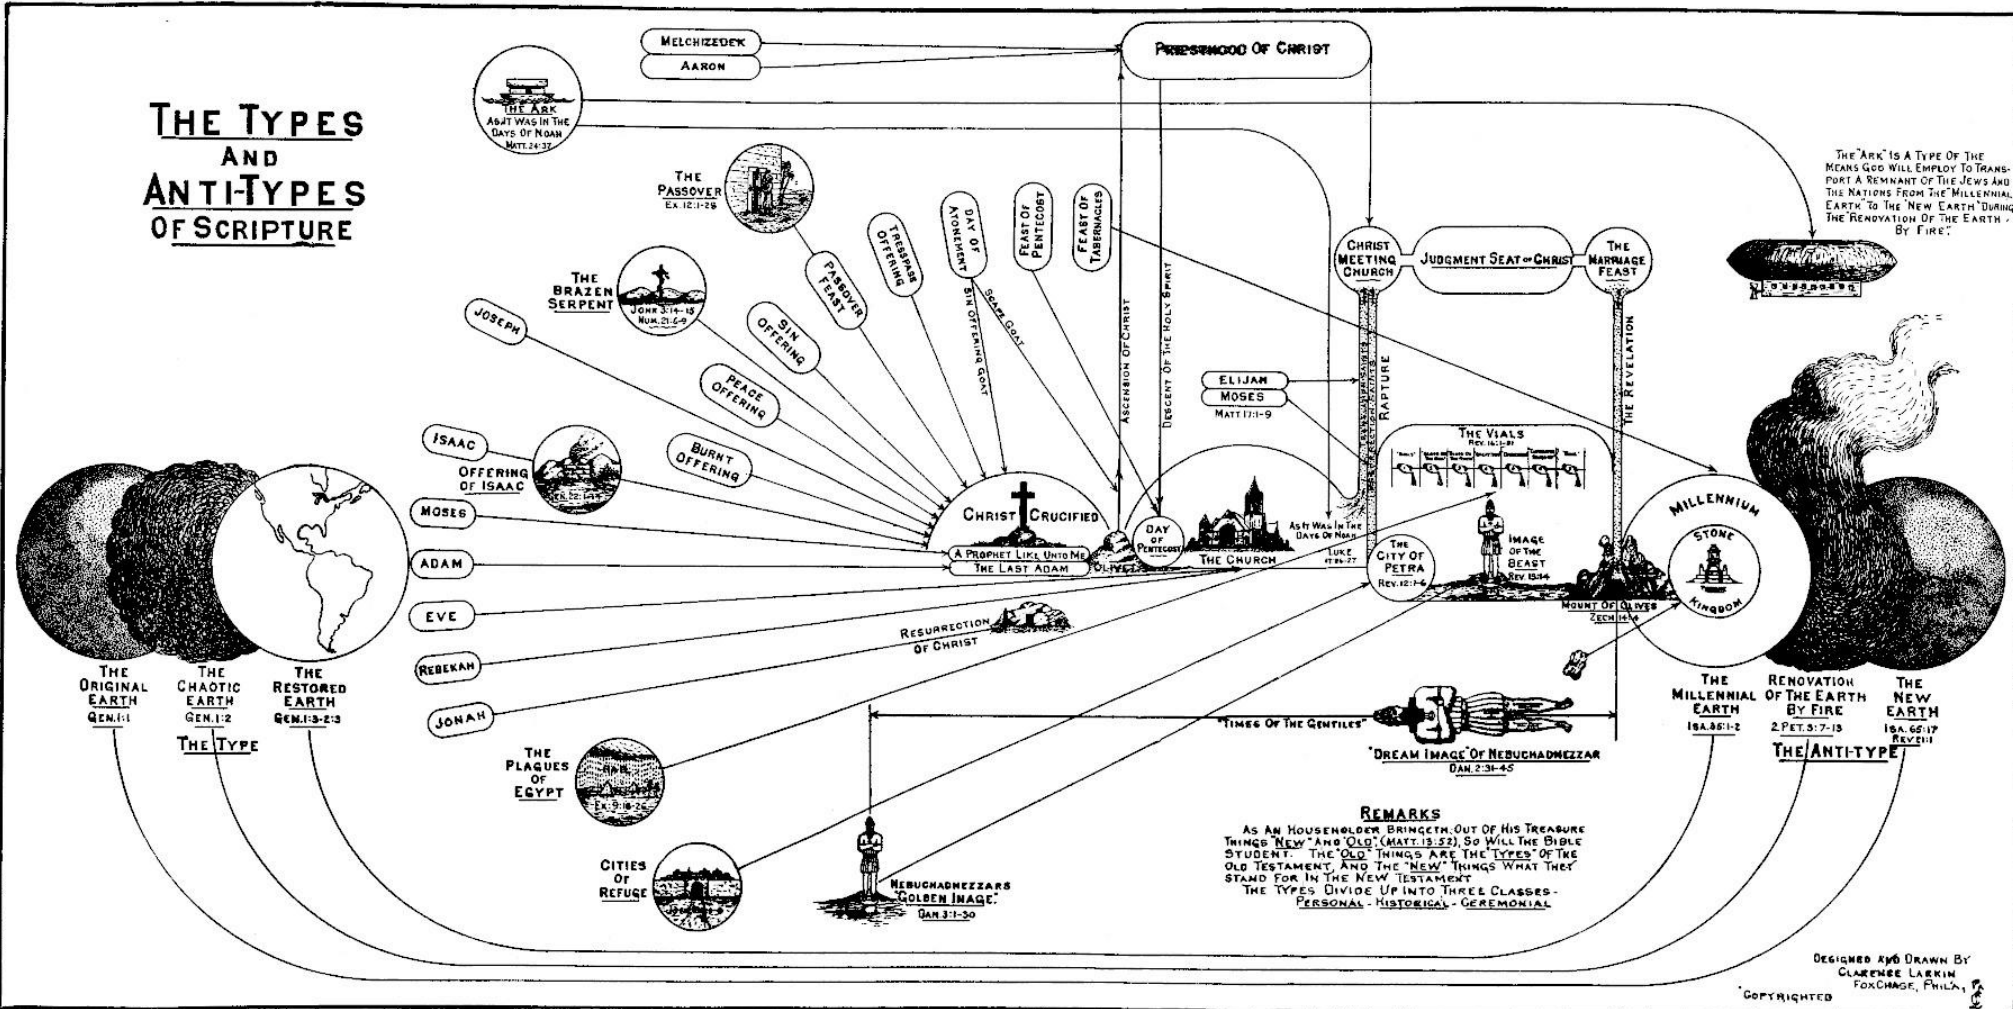 THE TYPES
AND
ANTI-TYPES
OF SCRIPTURE
MELCHIZEDEK
AARON
PRIESTHOOD OF CHRIST
THE ARK
AS IT WAS IN THE
DAYS OF NOAH
MATT. 24:37
THE
PASSOVER
EX. 12:1-28
THE
BRAZEN
SERPENT
JOHN 3:14-15
NUM. 21:6-9
JOSEPH
SIN
OFFERING
PASSOVER
FEAST
TRESSPASS
OFFERING
DAY OF
ATONEMENT
SIN OFFERING GOAT
SCAPE GOAT
FEAST OF
PENTECOST
FEAST OF
TABERNACLES
PEACE
OFFERING
BURNT
OFFERING
ISAAC
OFFERING
OF ISAAC
MOSES
ADAM
EVE
REBEKAH
JONAH
CHRIST CRUCIFIED
A PROPHET LIKE UNTO ME
THE LAST ADAM
OLIVET
ASCENSION OF CHRIST
DESCENT OF THE HOLY SPIRIT
DAY
OF
PENTECOST
THE CHURCH
RESURRECTION
OF CHRIST
ELIJAH
MOSES
MATT 17:1-9
AS IT WAS IN THE
DAYS OF NOAH
LUKE
17:26-27
CHRIST
MEETING
CHURCH
JUDGMENT SEAT OF CHRIST
THE
MARRIAGE
FEAST
RAPTURE
THE REVELATION
THE VIALS
THE
CITY OF
PETRA
REV. 12:1-6
IMAGE
OF THE
BEAST
REV. 13:14
MOUNT OF OLIVES
ZECH 14:4
MILLENNIUM
STONE
KINGDOM
THE "ARK" IS A TYPE OF THE
MEANS GOD WILL EMPLOY TO TRANS-
PORT A REMNANT OF THE JEWS AND
THE NATIONS FROM THE "MILLENNIAL
EARTH" TO THE "NEW EARTH" DURING
THE "RENOVATION OF THE EARTH
BY FIRE".
THE
ORIGINAL
EARTH
GEN. 1:1
THE
CHAOTIC
EARTH
GEN. 1:2
THE
RESTORED
EARTH
GEN. 1:3-2:3
THE TYPE
THE
PLAGUES
OF
EGYPT
CITIES
OF
REFUGE
NEBUCHADNEZZARS
"GOLDEN IMAGE".
DAN. 3:1-30
"TIMES OF THE GENTILES"
"DREAM IMAGE" OF NEBUCHADNEZZAR
DAN. 2:31-45
THE
MILLENNIAL
EARTH
RENOVATION
OF THE EARTH
BY FIRE
2 PET. 3:7-13
THE
NEW
EARTH
ISA. 65:17
REV 21:1
THE ANTI-TYPE
REMARKS
AS AN HOUSEHOLDER BRINGETH OUT OF HIS TREASURE
THINGS "NEW" AND "OLD", (MATT. 13:52), SO WILL THE BIBLE
STUDENT. THE "OLD" THINGS ARE THE "TYPES" OF THE
OLD TESTAMENT, AND THE "NEW" THINGS WHAT THEY
STAND FOR IN THE NEW TESTAMENT
THE TYPES DIVIDE UP INTO THREE CLASSES-
PERSONAL - HISTORICAL - CEREMONIAL
DESIGNED AND DRAWN BY
CLARENCE LARKIN
FOX CHASE, PHIL'A, PA
COPYRIGHTED